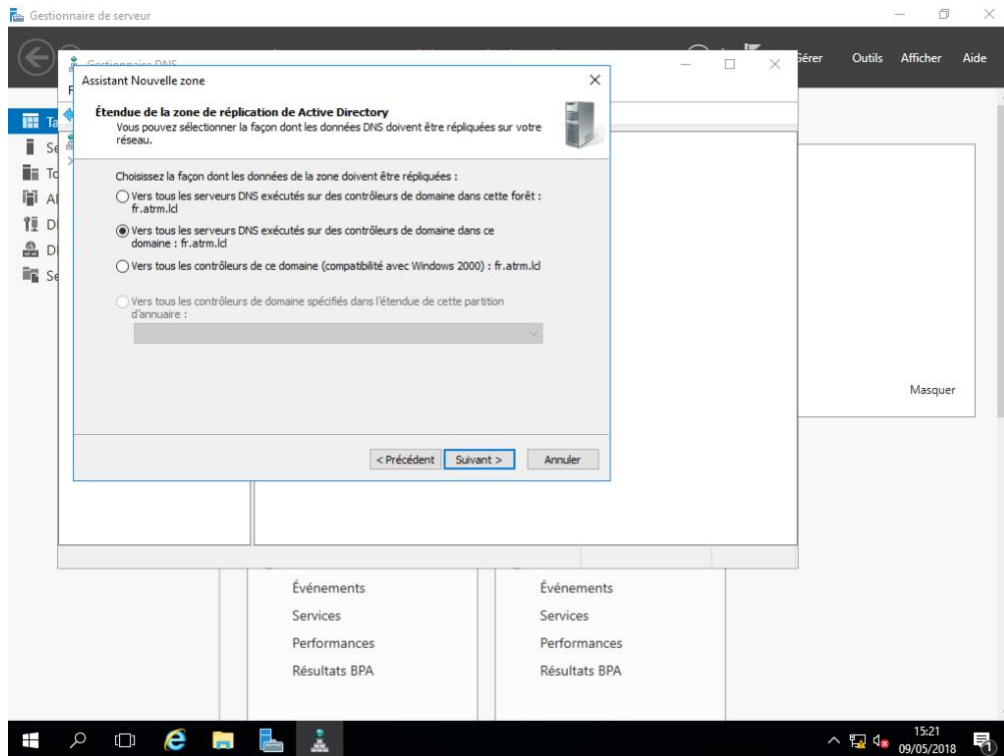 Gestionnaire de serveur
Gérer Outils Afficher Aide
Gestionnaire DNS
Assistant Nouvelle zone
Étendue de la zone de réplication de Active Directory
Vous pouvez sélectionner la façon dont les données DNS doivent être répliquées sur votre
réseau.
Choisissez la façon dont les données de la zone doivent être répliquées :
Vers tous les serveurs DNS exécutés sur des contrôleurs de domaine dans cette forêt :
fr.atrm.lcl
Vers tous les serveurs DNS exécutés sur des contrôleurs de domaine dans ce
domaine : fr.atrm.lcl
Vers tous les contrôleurs de ce domaine (compatibilité avec Windows 2000) : fr.atrm.lcl
Vers tous les contrôleurs de domaine spécifiés dans l'étendue de cette partition
d'annuaire :
< Précédent Suivant > Annuler
Masquer
Événements
Services
Performances
Résultats BPA
Événements
Services
Performances
Résultats BPA
15:21
09/05/2018